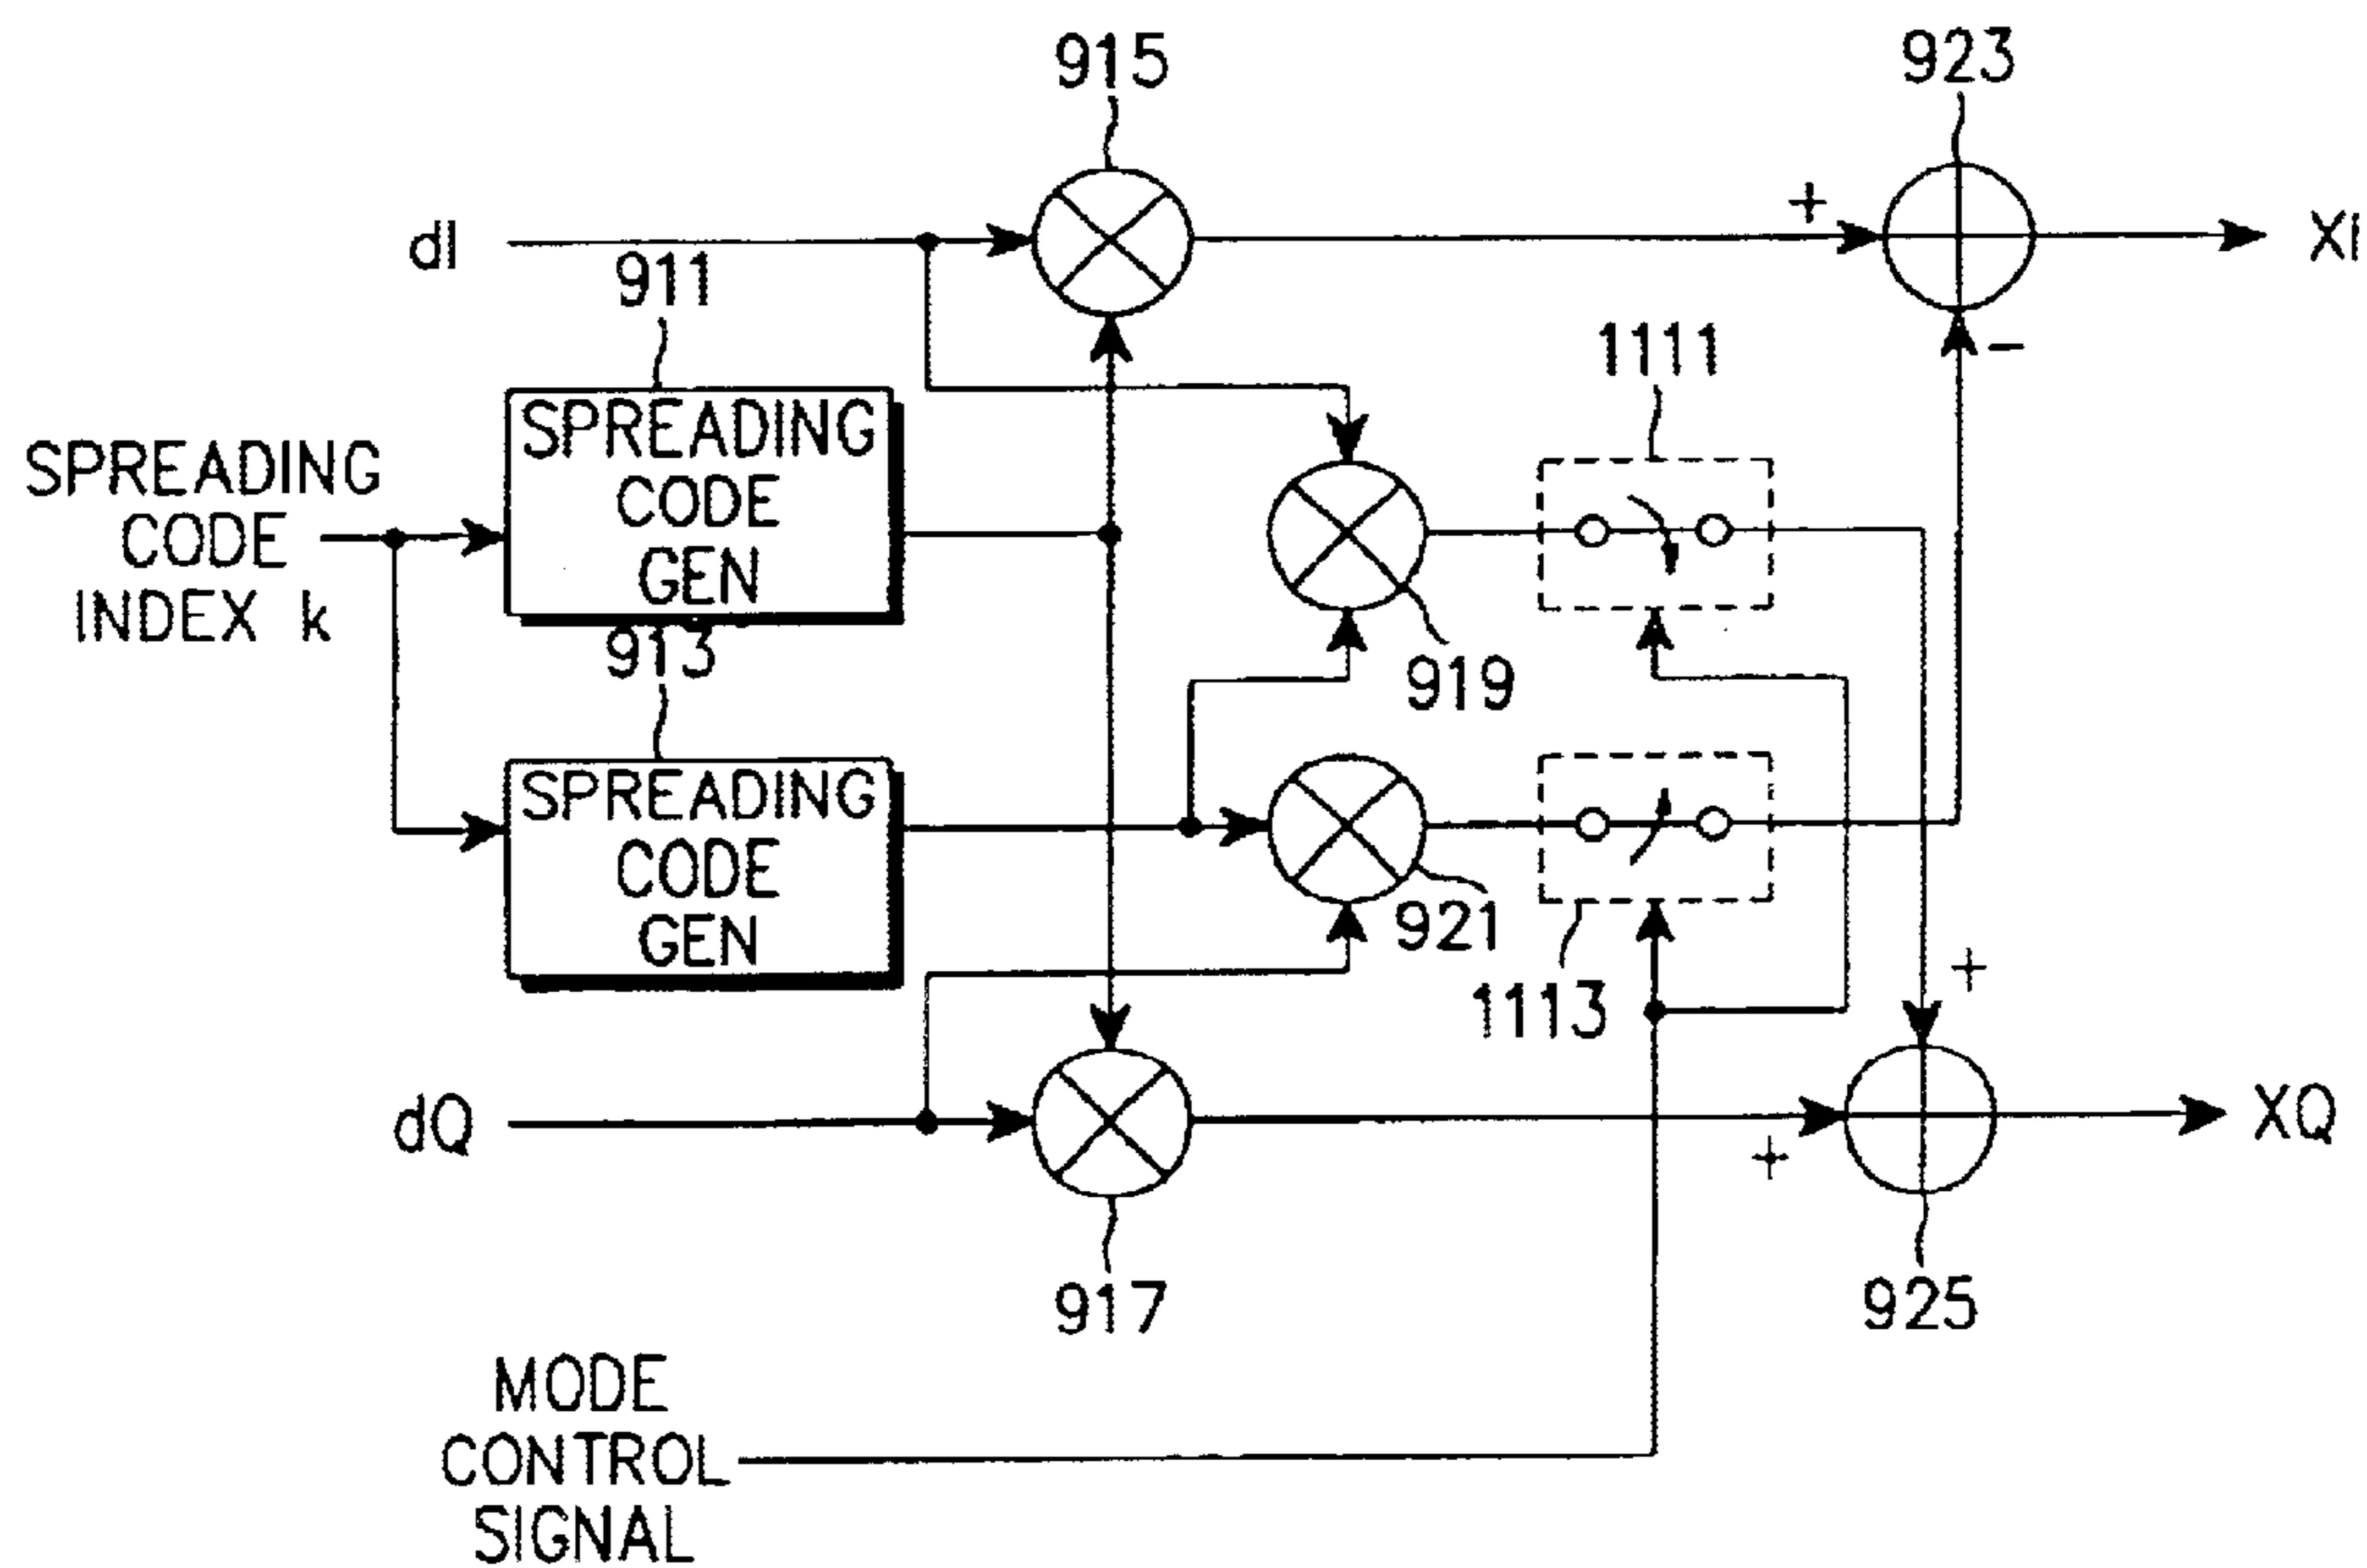 915
923
+
dI
Xi
911
1111
−
SPREADING
CODE
GEN
SPREADING
CODE
INDEX k
913
919
SPREADING
CODE
GEN
921
1113
+
dQ
XQ
+
917
925
MODE
CONTROL
SIGNAL